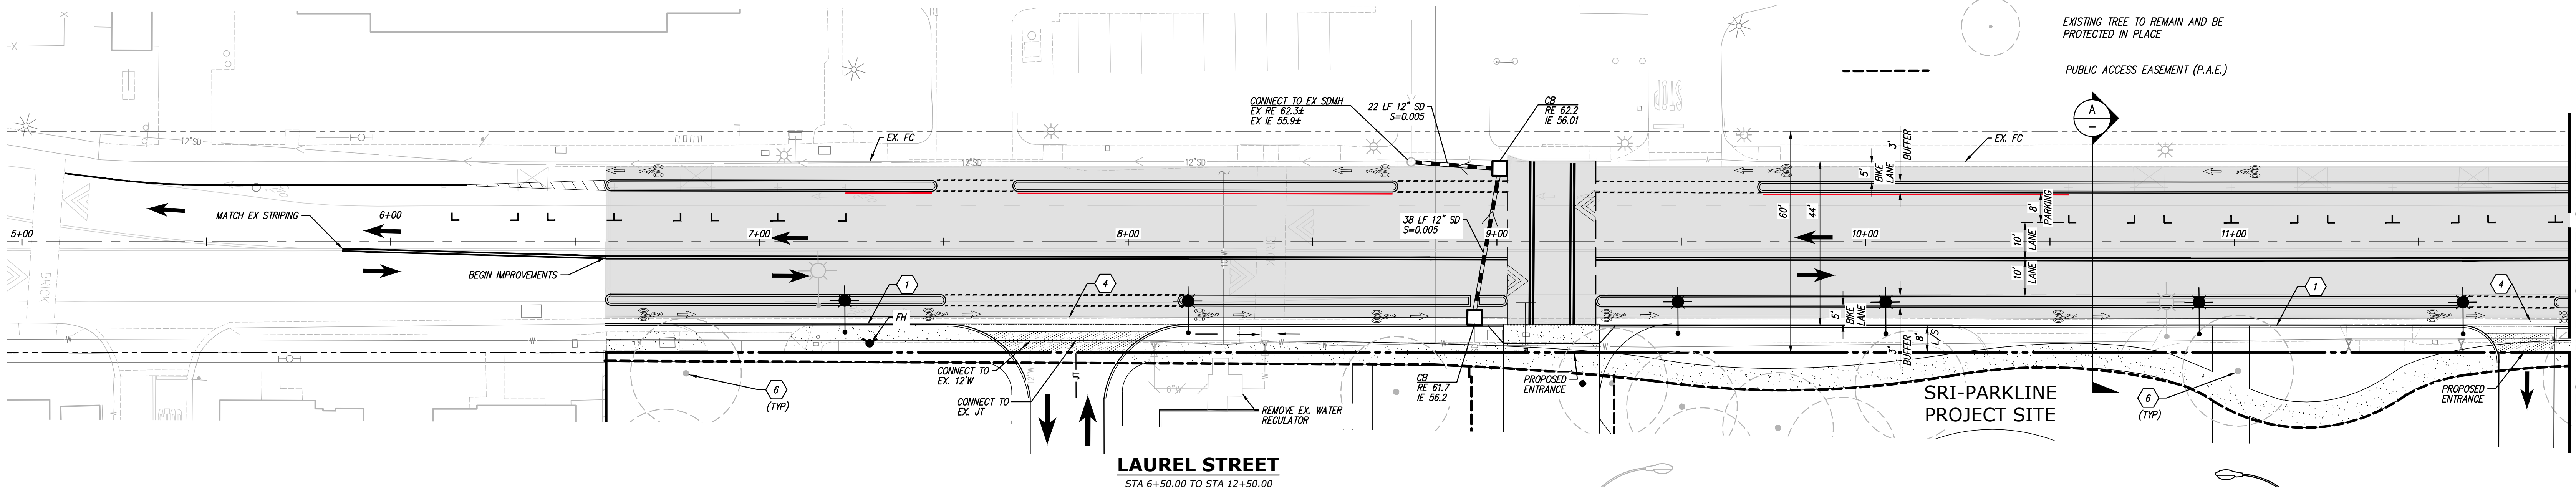 EXISTING TREE TO REMAIN AND BE
PROTECTED IN PLACE
PUBLIC ACCESS EASEMENT (P.A.E.)
A
–
CONNECT TO EX SDMH
EX RE 62.3±
EX IE 55.9±
22 LF 12" SD
S=0.005
CB
RE 62.2
IE 56.01
STOP
12"SD
EX. FC
12"SD
12"SD
EX. FC
3'
BUFFER
5'
BIKE
LANE
8'
PARKING
60'
44'
10'
LANE
10'
LANE
5'
BIKE
LANE
3'
BUFFER
8'
L/S
MATCH EX STRIPING
BEGIN IMPROVEMENTS
5+00
6+00
7+00
8+00
9+00
10+00
11+00
38 LF 12" SD
S=0.005
BRICK
BRICK
10"W
1
4
1
4
FH
W
W
W
W
CONNECT TO
EX. 12'W
CONNECT TO
EX. JT
12"W
JT
6"W
6
(TYP)
REMOVE EX. WATER
REGULATOR
CB
RE 61.7
IE 56.2
PROPOSED
ENTRANCE
SRI-PARKLINE
PROJECT SITE
6
(TYP)
PROPOSED
ENTRANCE
STOP
LAUREL STREET
STA 6+50.00 TO STA 12+50.00